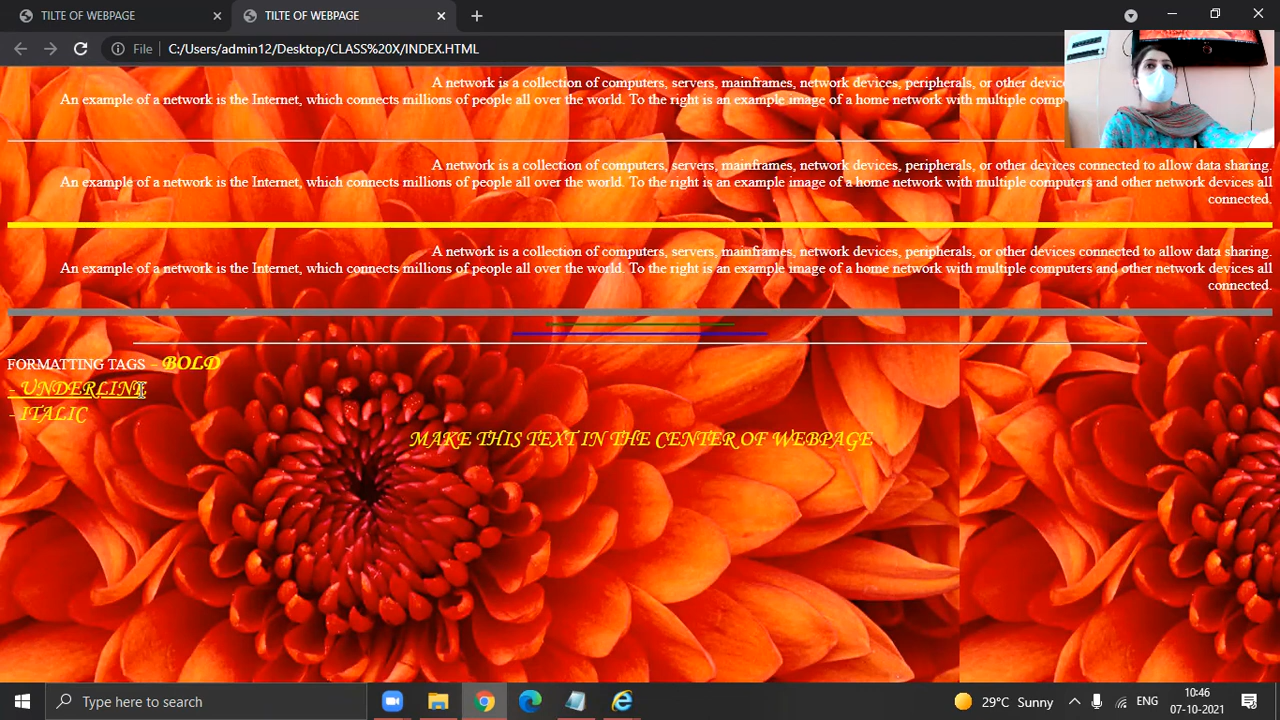 TILTE OF WEBPAGE
TILTE OF WEBPAGE
File C:/Users/admin12/Desktop/CLASS%20X/INDEX.HTML
A network is a collection of computers, servers, mainframes, network devices, peripherals, or other
An example of a network is the Internet, which connects millions of people all over the world. To the right is an example image of a home network with multiple
A network is a collection of computers, servers, mainframes, network devices, peripherals, or other devices connected to allow data sharing.
An example of a network is the Internet, which connects millions of people all over the world. To the right is an example image of a home network with multiple computers and other network devices all
connected.
A network is a collection of computers, servers, mainframes, network devices, peripherals, or other devices connected to allow data sharing.
An example of a network is the Internet, which connects millions of people all over the world. To the right is an example image of a home network with multiple computers and other network devices all
connected.
FORMATTING TAGS - BOLD
- UNDERLINE
- ITALIC
MAKE THIS TEXT IN THE CENTER OF WEBPAGE
Type here to search
29°C Sunny
ENG
10:46
07-10-2021